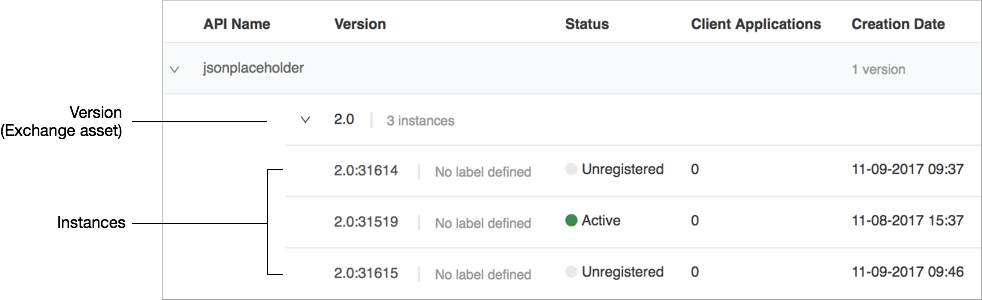 API Name Version Status Client Applications Creation Date
jsonplaceholder 1 version
Version
(Exchange asset)
2.0 3 instances
2.0:31614 No label defined Unregistered 0 11-09-2017 09:37
Instances
2.0:31519 No label defined Active 0 11-08-2017 15:37
2.0:31615 No label defined Unregistered 0 11-09-2017 09:46